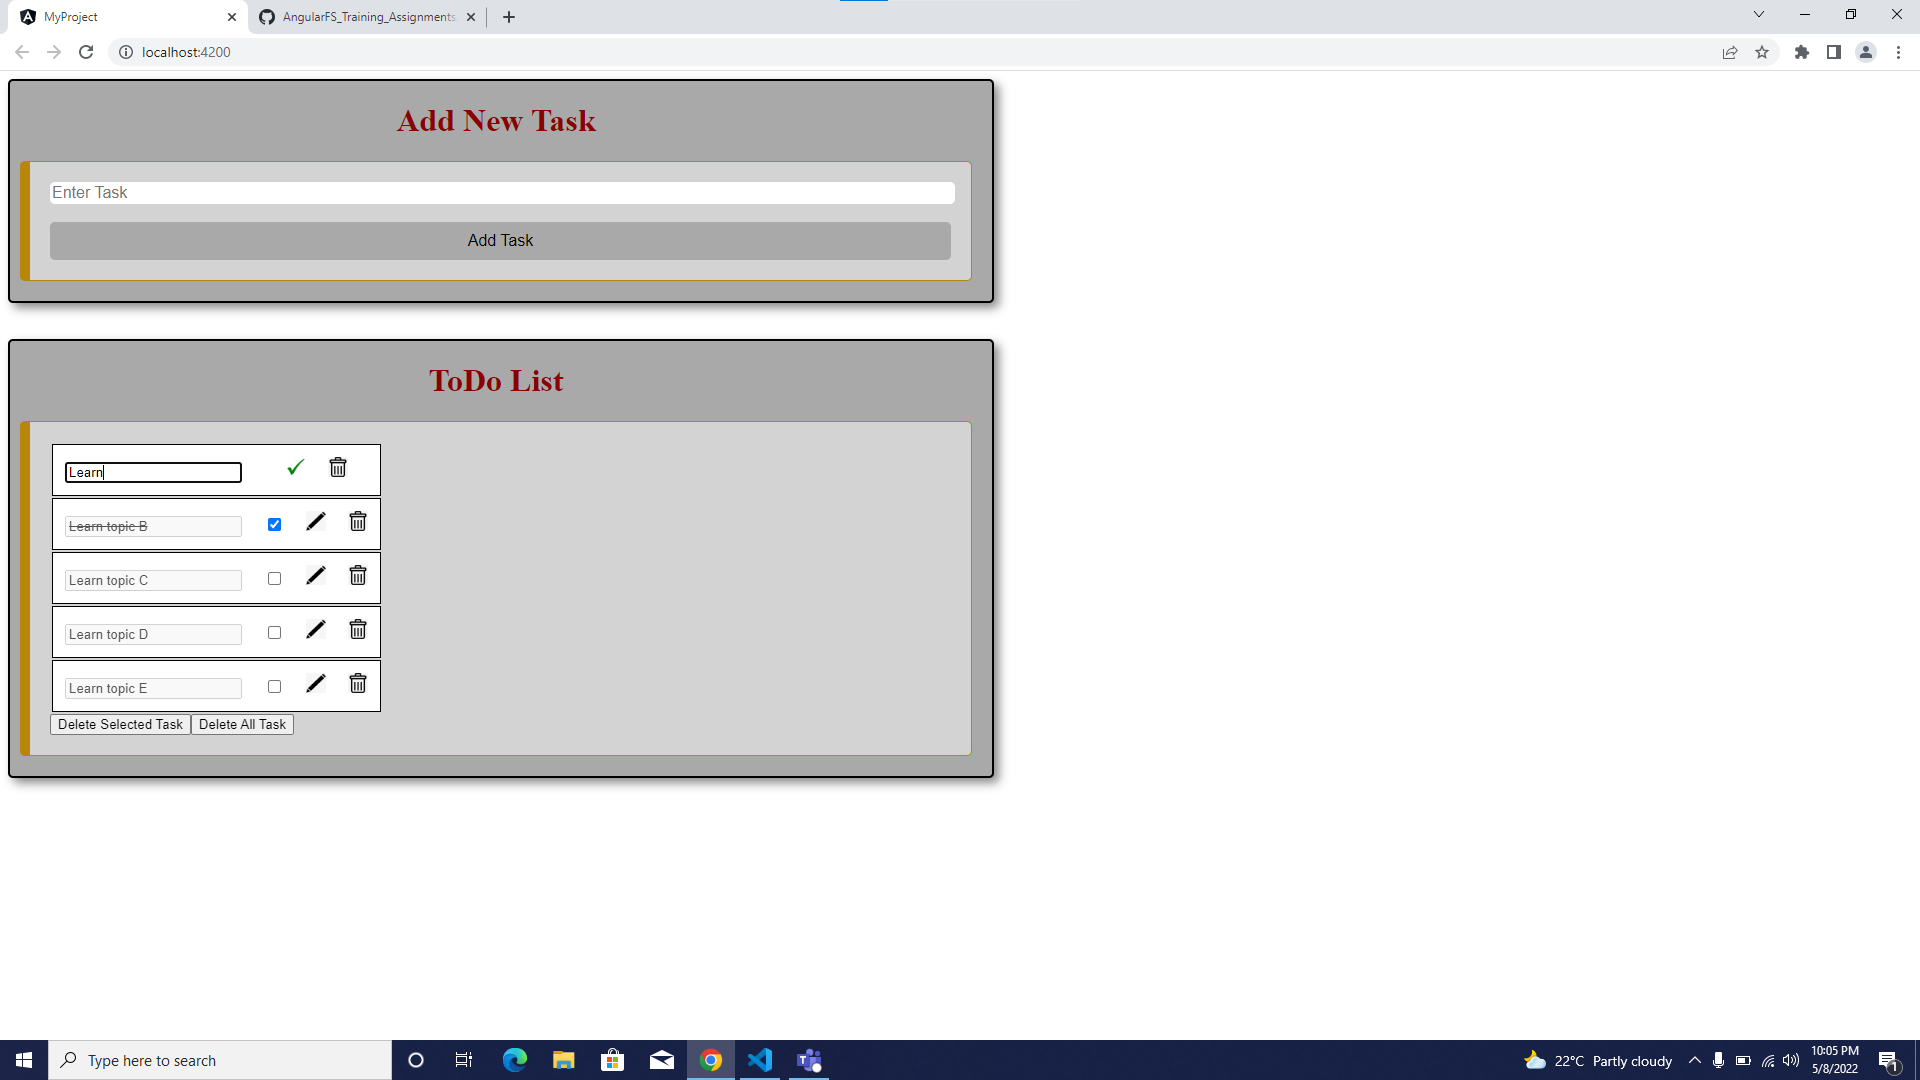 MyProject
AngularFS_Training_Assignments
localhost:4200
Add New Task
Enter Task
Add Task
ToDo List
Learn
Learn topic B
Learn topic C
Learn topic D
Learn topic E
Delete Selected Task Delete All Task
Type here to search
22°C Partly cloudy
10:05 PM
5/8/2022
1